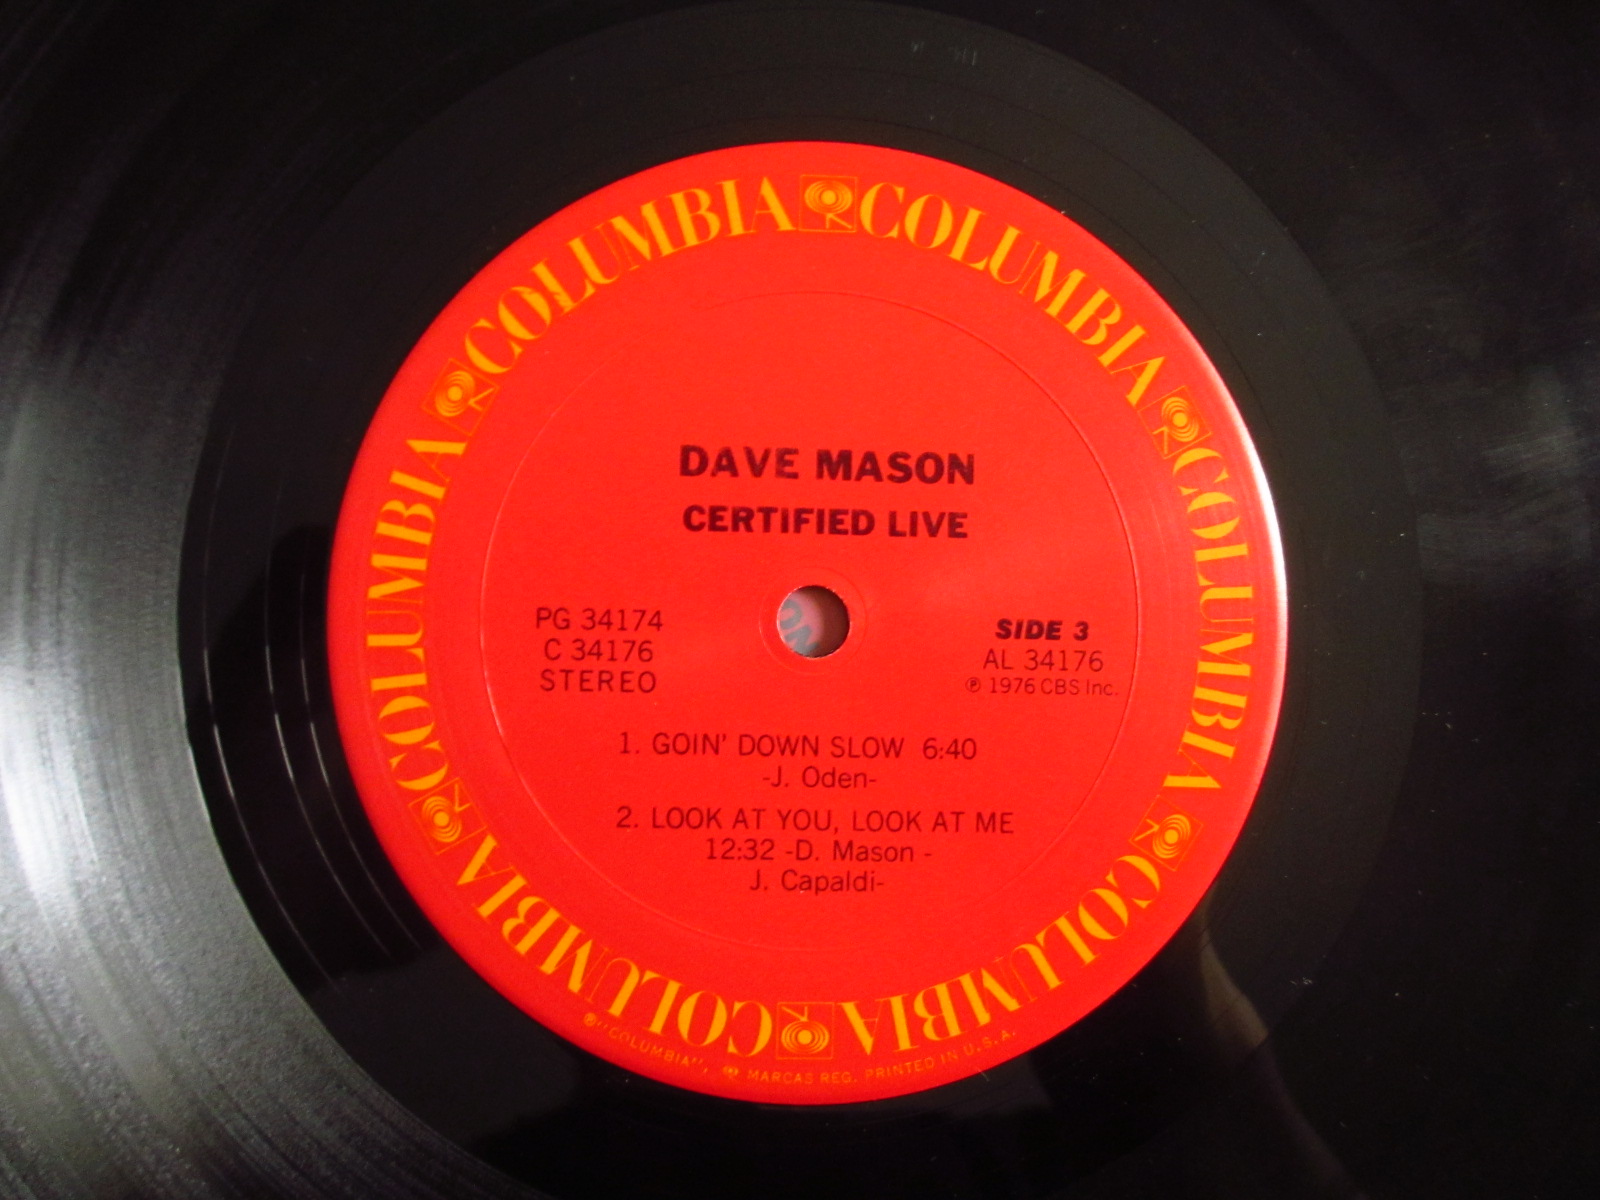 COLUMBIA COLUMBIA COLUMBIA COLUMBIA COLUMBIA COLUMBIA
DAVE MASON
CERTIFIED LIVE
PG 34174
C 34176
STEREO
SIDE 3
AL 34176
℗ 1976 CBS Inc.
1. GOIN' DOWN SLOW 6:40
-J. Oden-
2. LOOK AT YOU, LOOK AT ME
12:32 -D. Mason -
J. Capaldi-
®"COLUMBIA", MARCAS REG. PRINTED IN U.S.A.